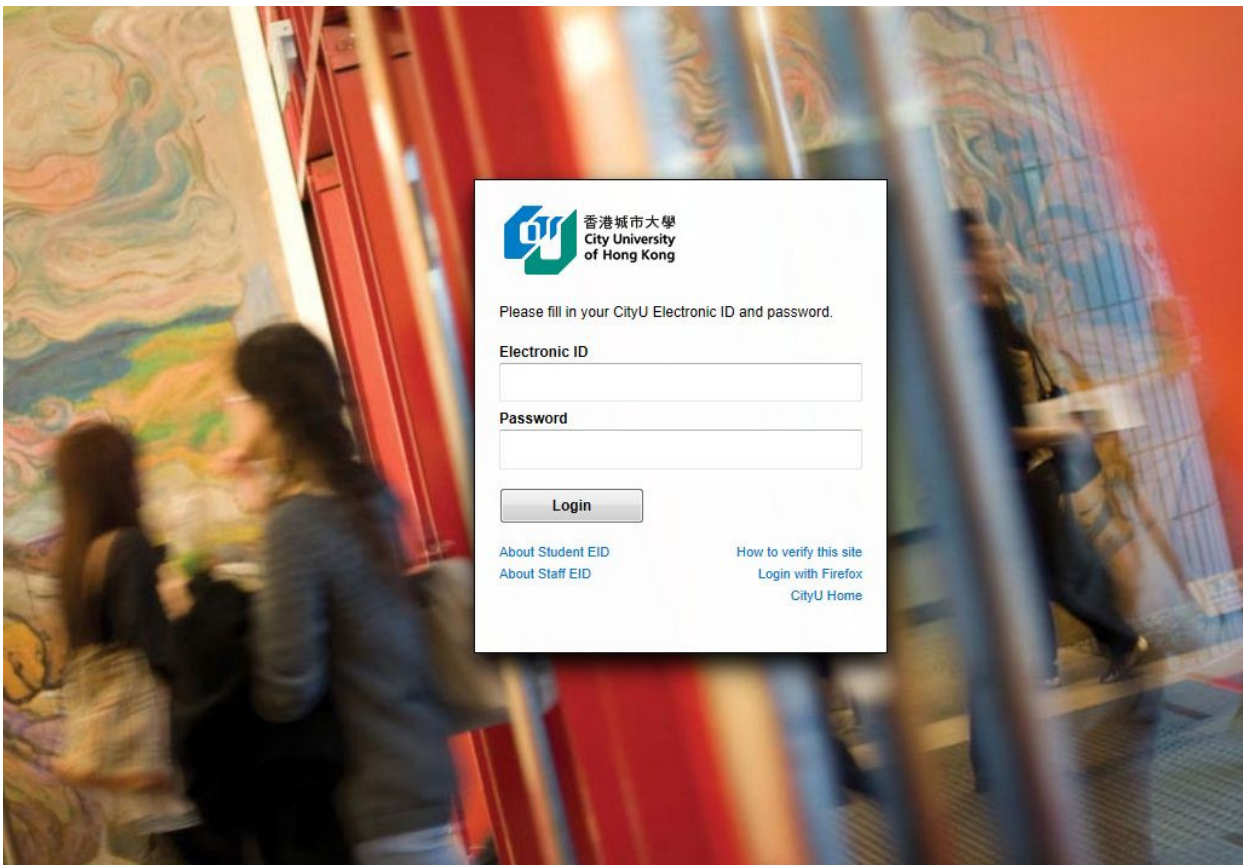 香港城市大學
City University
of Hong Kong
Please fill in your CityU Electronic ID and password.
Electronic ID
Password
Login
About Student EID
About Staff EID
How to verify this site
Login with Firefox
CityU Home